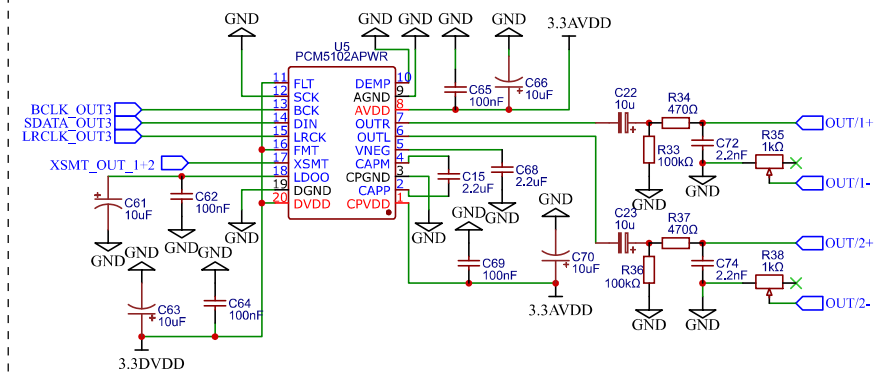 GND
GND
GND
GND
GND
3.3AVDD
U5
PCM5102APWR
11
FLT
DEMP
10
12
SCK
AGND
9
13
BCK
AVDD
8
14
DIN
OUTR
7
15
LRCK
OUTL
6
16
FMT
VNEG
5
17
XSMT
CAPM
4
18
LDOO
CPGND
3
19
DGND
CAPP
2
20
DVDD
CPVDD
1
BCLK_OUT3
SDATA_OUT3
LRCLK_OUT3
XSMT_OUT_1+2
C65
100nF
C66
10uF
C22
10u
R34
470Ω
OUT/1+
R33
100kΩ
C72
2.2nF
R35
1kΩ
OUT/1-
GND
GND
C15
2.2uF
C68
2.2uF
GND
GND
C61
10uF
C62
100nF
GND
GND
GND
GND
GND
C63
10uF
C64
100nF
3.3DVDD
GND
GND
C69
100nF
C70
10uF
3.3AVDD
C23
10u
R37
470Ω
OUT/2+
R36
100kΩ
C74
2.2nF
R38
1kΩ
OUT/2-
GND
GND